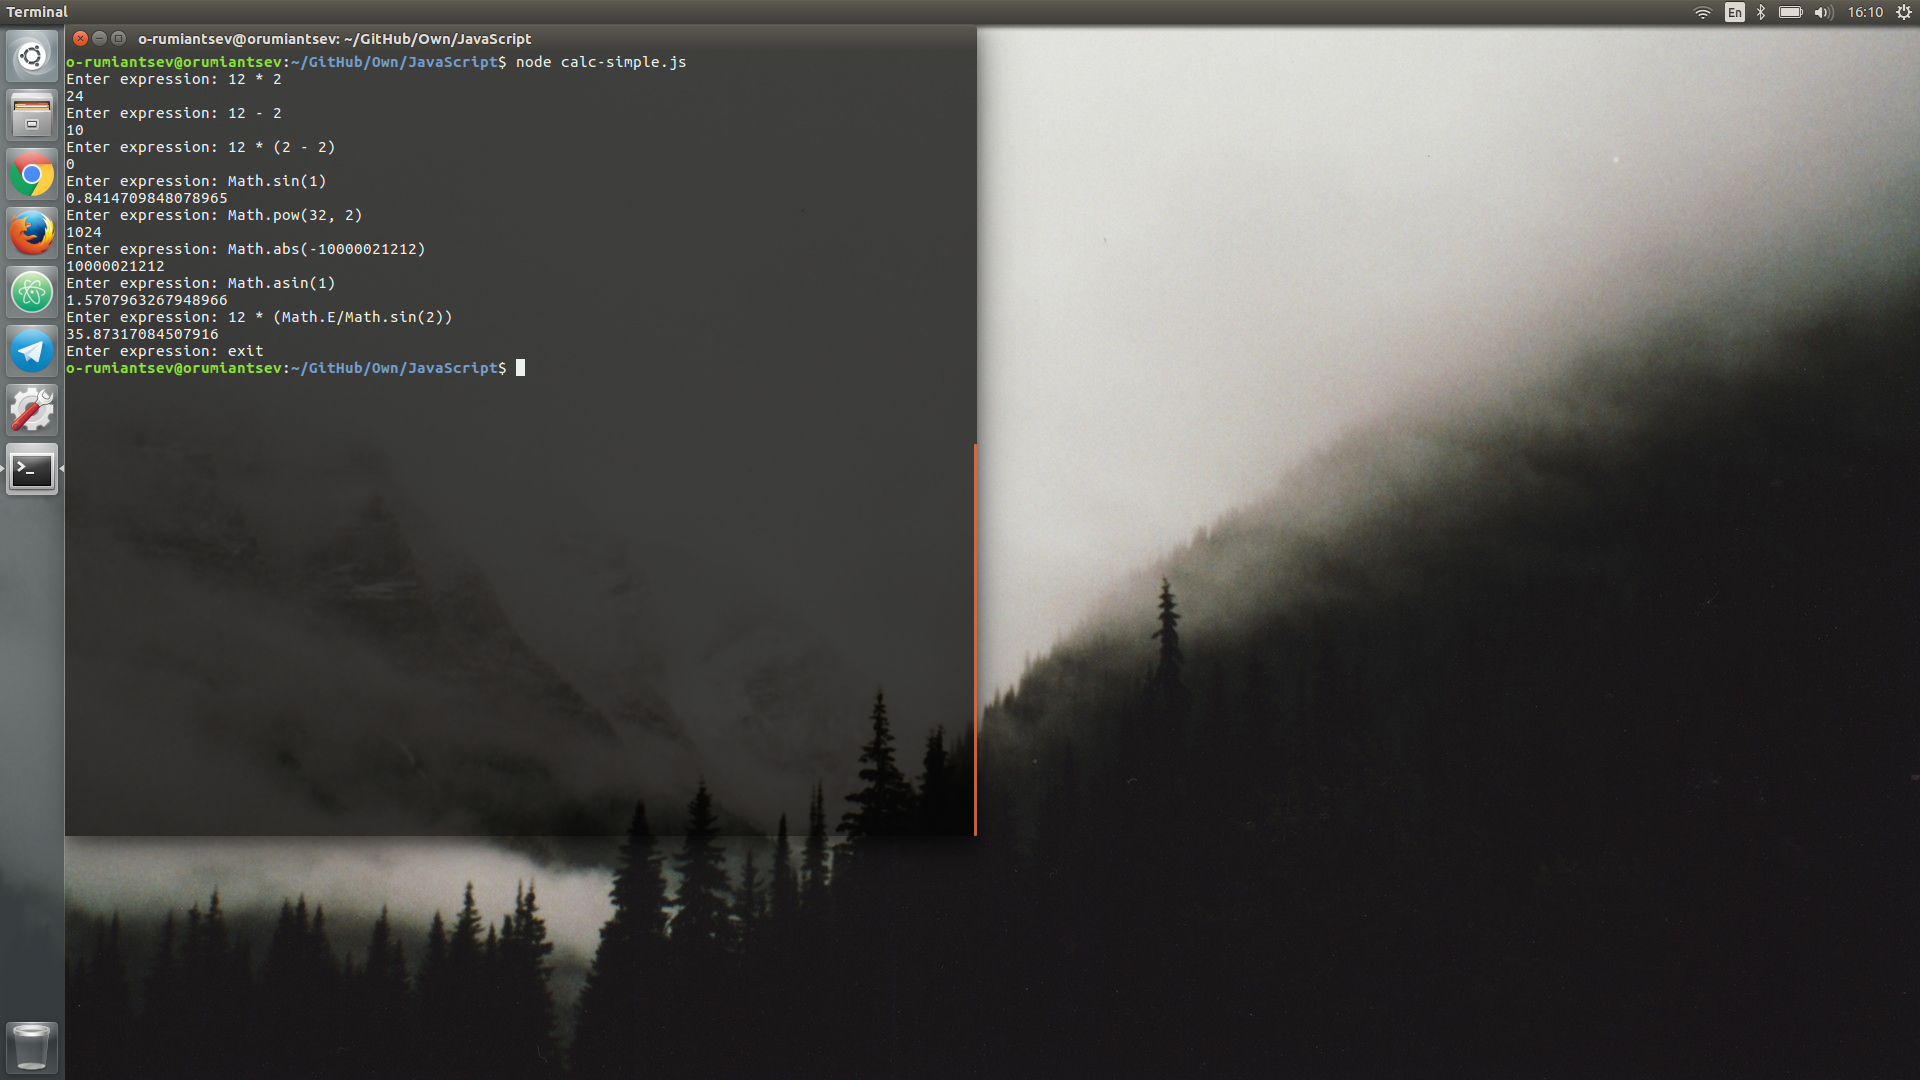 Terminal
En
16:10
o-rumiantsev@orumiantsev: ~/GitHub/Own/JavaScript
o-rumiantsev@orumiantsev:~/GitHub/Own/JavaScript$ node calc-simple.js
Enter expression: 12 * 2
24
Enter expression: 12 - 2
10
Enter expression: 12 * (2 - 2)
0
Enter expression: Math.sin(1)
0.8414709848078965
Enter expression: Math.pow(32, 2)
1024
Enter expression: Math.abs(-10000021212)
10000021212
Enter expression: Math.asin(1)
1.5707963267948966
Enter expression: 12 * (Math.E/Math.sin(2))
35.87317084507916
Enter expression: exit
o-rumiantsev@orumiantsev:~/GitHub/Own/JavaScript$